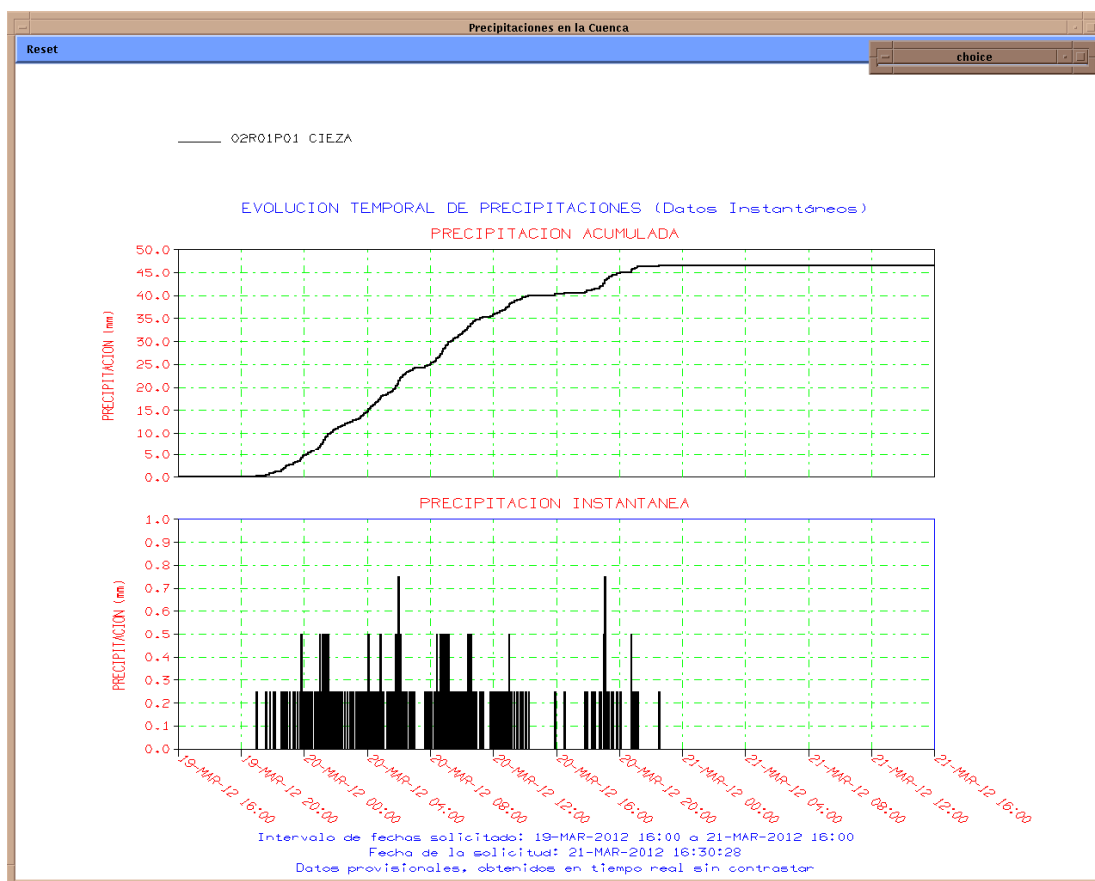 Precipitaciones en la Cuenca
Reset
choice
02R01P01 CIEZA
EVOLUCION TEMPORAL DE PRECIPITACIONES (Datos Instantáneos)
PRECIPITACION ACUMULADA
PRECIPITACION (mm)
50.0
45.0
40.0
35.0
30.0
25.0
20.0
15.0
10.0
5.0
0.0
PRECIPITACION INSTANTANEA
PRECIPITACION (mm)
1.0
0.9
0.8
0.7
0.6
0.5
0.4
0.3
0.2
0.1
0.0
19-MAR-12 16:00
19-MAR-12 20:00
20-MAR-12 00:00
20-MAR-12 04:00
20-MAR-12 08:00
20-MAR-12 12:00
20-MAR-12 16:00
20-MAR-12 20:00
21-MAR-12 00:00
21-MAR-12 04:00
21-MAR-12 08:00
21-MAR-12 12:00
21-MAR-12 16:00
Intervalo de fechas solicitado: 19-MAR-2012 16:00 a 21-MAR-2012 16:00
Fecha de la solicitud: 21-MAR-2012 16:30:28
Datos provisionales, obtenidos en tiempo real sin contrastar